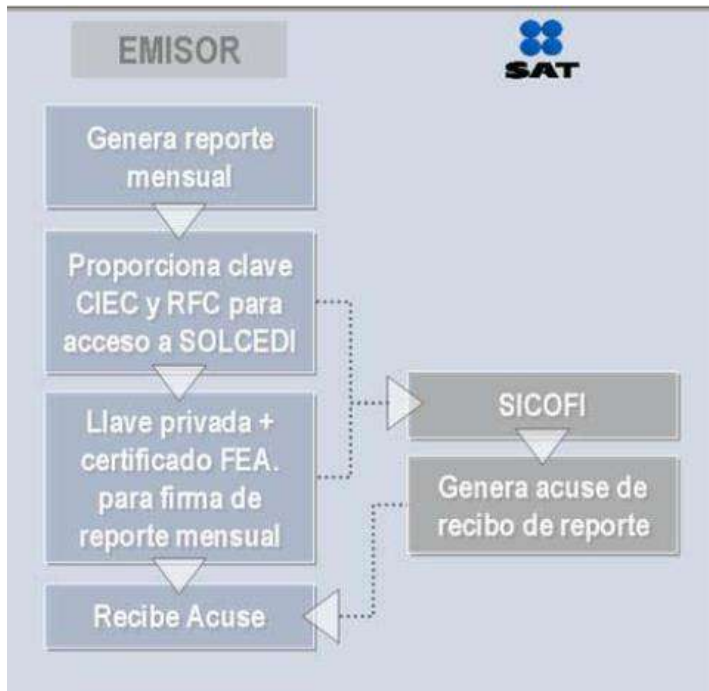 EMISOR
SAT
Genera reporte
mensual
Proporciona clave
CIEC y RFC para
acceso a SOLCEDI
Llave privada +
certificado FEA.
para firma de
reporte mensual
Recibe Acuse
SICOFI
Genera acuse de
recibo de reporte